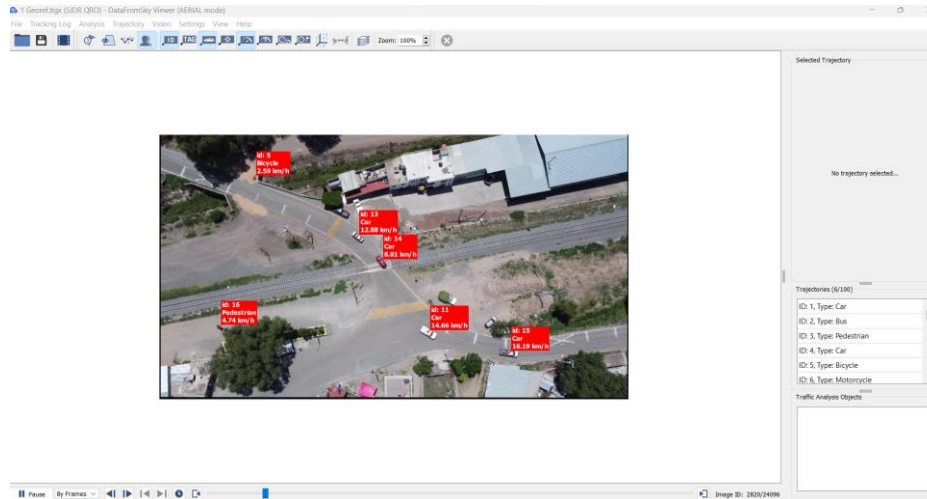 1 Georef.tlgx (SJDR QRO) - DataFromSky Viewer (AERIAL mode)
File Tracking Log Analysis Trajectory Video Settings View Help
ID TAG Zoom: 100%
Selected Trajectory
No trajectory selected...
id: 5
Bicycle
2.59 km/h
id: 13
Car
12.88 km/h
id: 14
Car
8.81 km/h
id: 16
Pedestrian
4.74 km/h
id: 11
Car
14.66 km/h
id: 15
Car
16.19 km/h
Trajectories (6/100)
ID: 1, Type: Car
ID: 2, Type: Bus
ID: 3, Type: Pedestrian
ID: 4, Type: Car
ID: 5, Type: Bicycle
ID: 6, Type: Motorcycle
Traffic Analysis Objects
Pause By Frames Image ID: 2820/24096